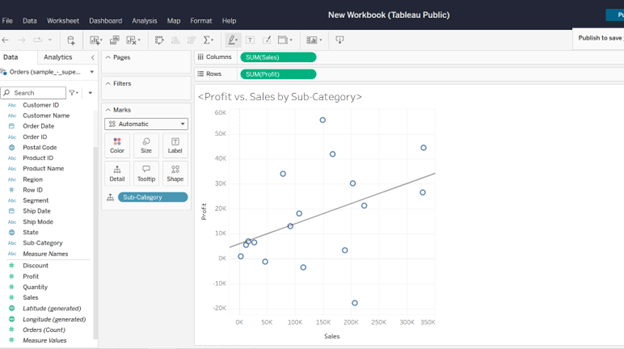 New Workbook (Tableau Public)
File Data Worksheet Dashboard Analysis Map Format Help
Publish to save
Data Analytics
Orders (sample_-_supe...
Search
Customer ID
Customer Name
Order Date
Order ID
Postal Code
Product ID
Product Name
Region
Row ID
Segment
Ship Date
Ship Mode
State
Sub-Category
Measure Names
Discount
Profit
Quantity
Sales
Latitude (generated)
Longitude (generated)
Orders (Count)
Measure Values
Pages
Filters
Marks
Automatic
Color Size Label
Detail Tooltip Shape
Sub-Category
Columns SUM(Sales)
Rows SUM(Profit)
<Profit vs. Sales by Sub-Category>
60K
50K
40K
30K
20K
10K
0K
-10K
-20K
Profit
0K 50K 100K 150K 200K 250K 300K 350K
Sales